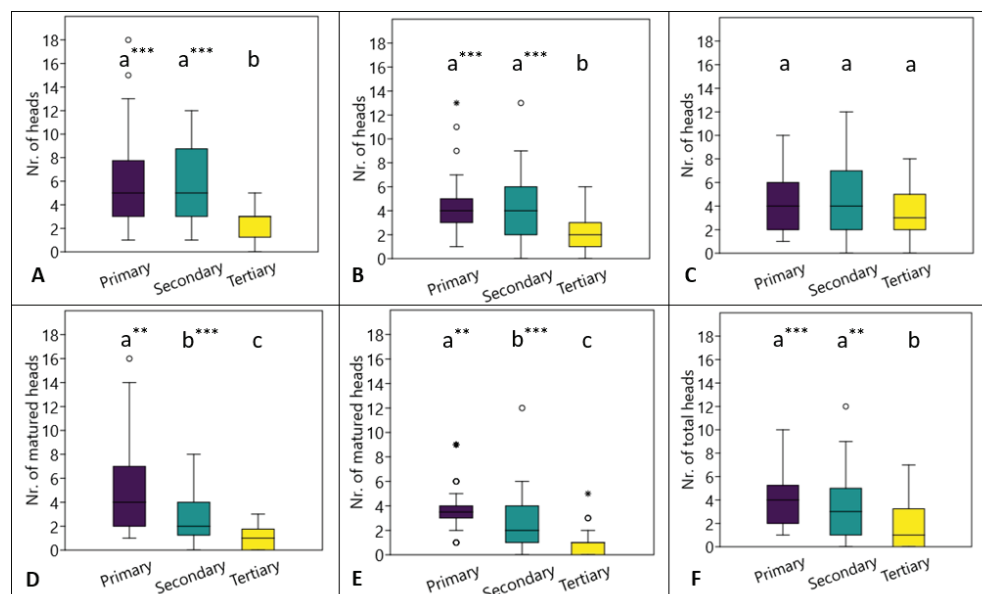 18
16
14
12
10
8
6
4
2
0
Nr. of heads
a*** a*** b
Primary Secondary Tertiary
A
18
16
14
12
10
8
6
4
2
0
Nr. of heads
a*** a*** b
Primary Secondary Tertiary
B
18
16
14
12
10
8
6
4
2
0
Nr. of heads
a a a
Primary Secondary Tertiary
C
18
16
14
12
10
8
6
4
2
0
Nr. of matured heads
a** b*** c
Primary Secondary Tertiary
D
18
16
14
12
10
8
6
4
2
0
Nr. of matured heads
a** b*** c
Primary Secondary Tertiary
E
18
16
14
12
10
8
6
4
2
0
Nr. of total heads
a*** a** b
Primary Secondary Tertiary
F